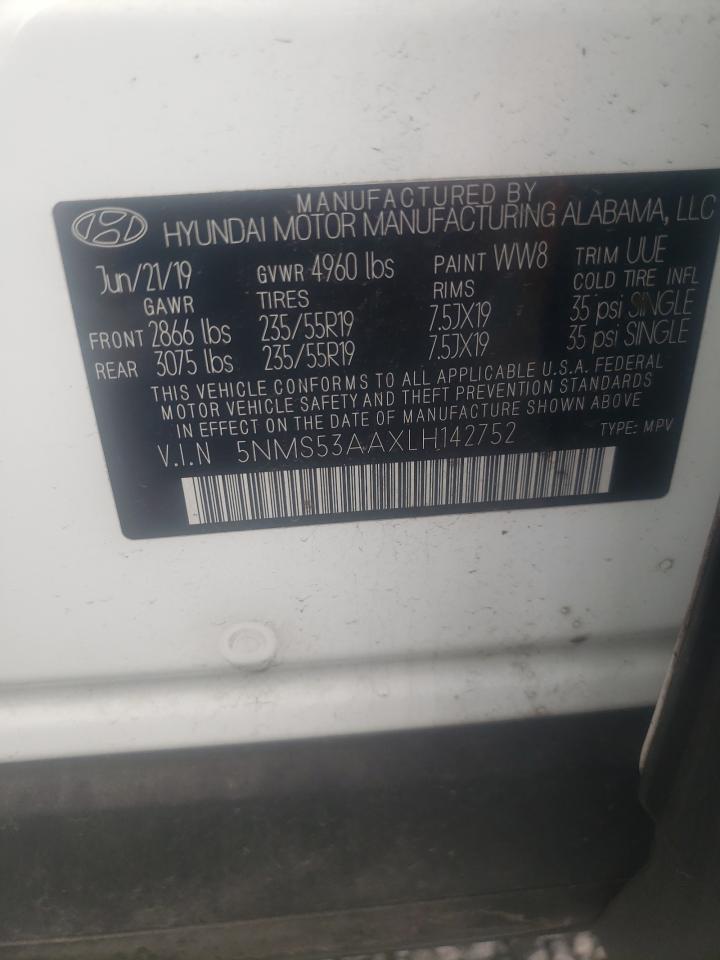 MANUFACTURED BY
HYUNDAI MOTOR MANUFACTURING ALABAMA, LLC
Jun/21/19 GVWR 4960 lbs PAINT WW8 TRIM UUE
GAWR TIRES RIMS COLD TIRE INFL
FRONT 2866 lbs 235/55R19 7.5JX19 35 psi SINGLE
REAR 3075 lbs 235/55R19 7.5JX19 35 psi SINGLE
THIS VEHICLE CONFORMS TO ALL APPLICABLE U.S.A. FEDERAL
MOTOR VEHICLE SAFETY AND THEFT PREVENTION STANDARDS
IN EFFECT ON THE DATE OF MANUFACTURE SHOWN ABOVE
V.I.N 5NMS53AAXLH142752 TYPE: MPV